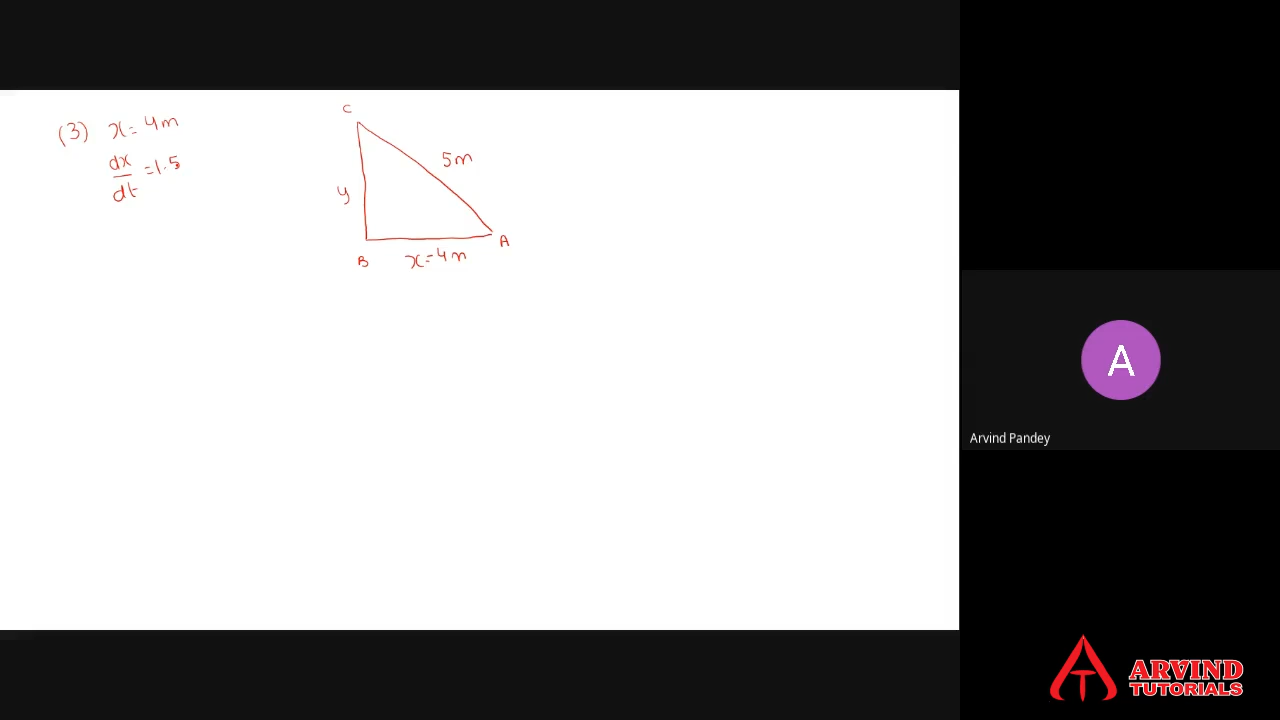 (3) x = 4m
dx/dt = 1.5
C
5m
y
A
B
x = 4m
A
Arvind Pandey
ARVIND
TUTORIALS